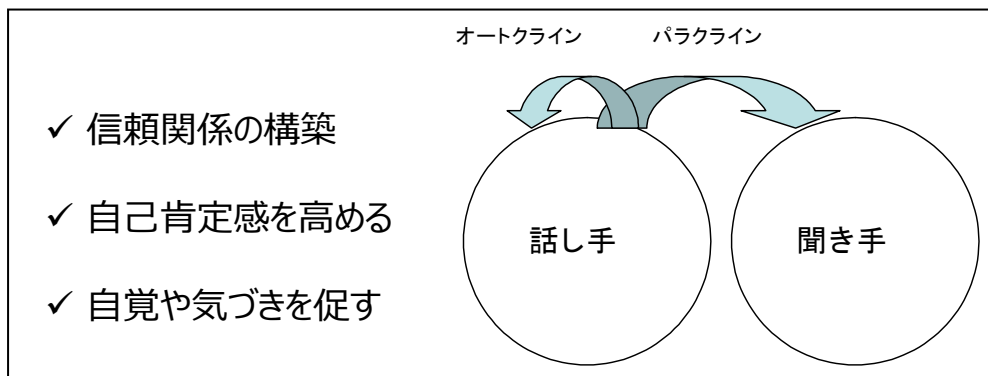 オートクライン
パラクライン
✓ 信頼関係の構築
✓ 自己肯定感を高める
✓ 自覚や気づきを促す
話し手
聞き手